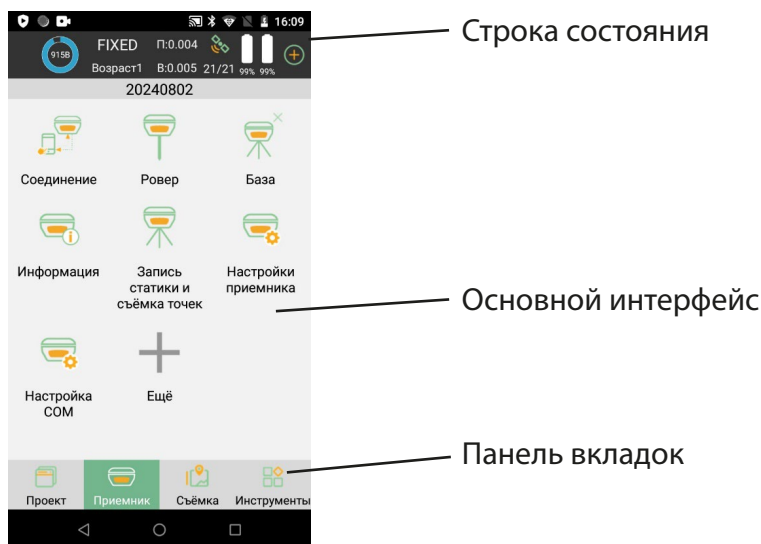 16:09
Строка состояния
915B
FIXED П:0.004
Возраст1 В:0.005 21/21 99% 99%
20240802
Соединение Ровер База
Информация Запись статики и съёмка точек Настройки приемника
Основной интерфейс
Настройка COM Ещё
Панель вкладок
Проект Приемник Съёмка Инструменты